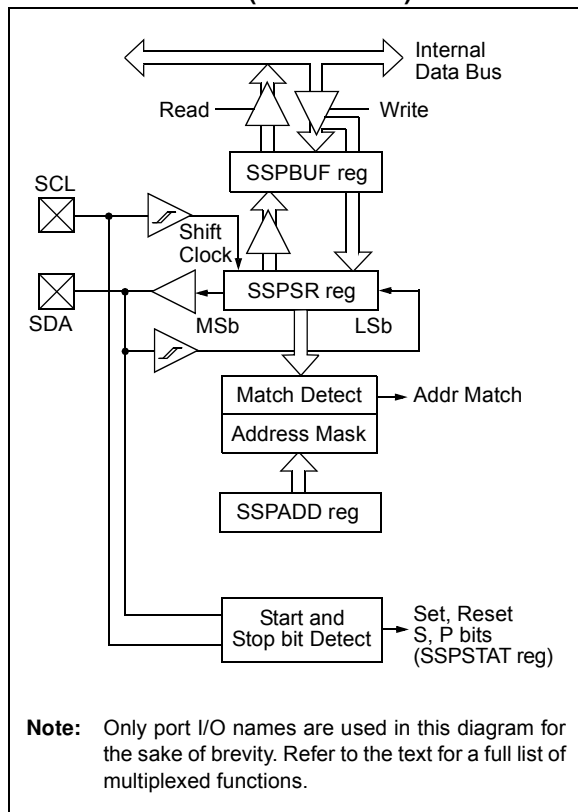 Internal
Data Bus
Read
Write
SSPBUF reg
SCL
Shift
Clock
SSPSR reg
SDA
MSb
LSb
Match Detect
Addr Match
Address Mask
SSPADD reg
Start and
Stop bit Detect
Set, Reset
S, P bits
(SSPSTAT reg)
Note: Only port I/O names are used in this diagram for
the sake of brevity. Refer to the text for a full list of
multiplexed functions.